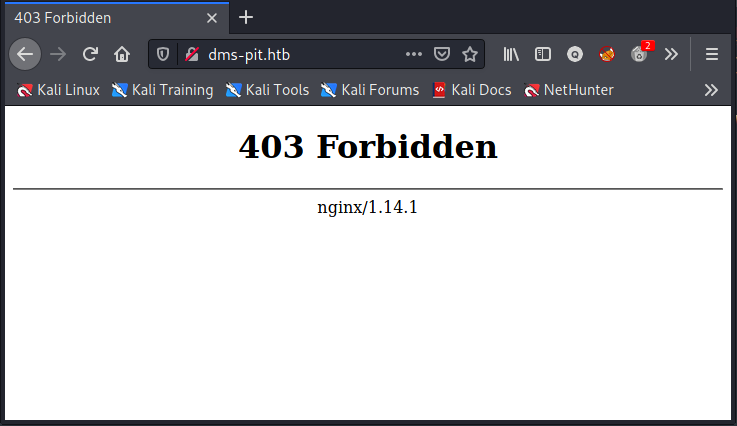 403 Forbidden
dms-pit.htb
2
Kali Linux Kali Training Kali Tools Kali Forums Kali Docs NetHunter
403 Forbidden
nginx/1.14.1